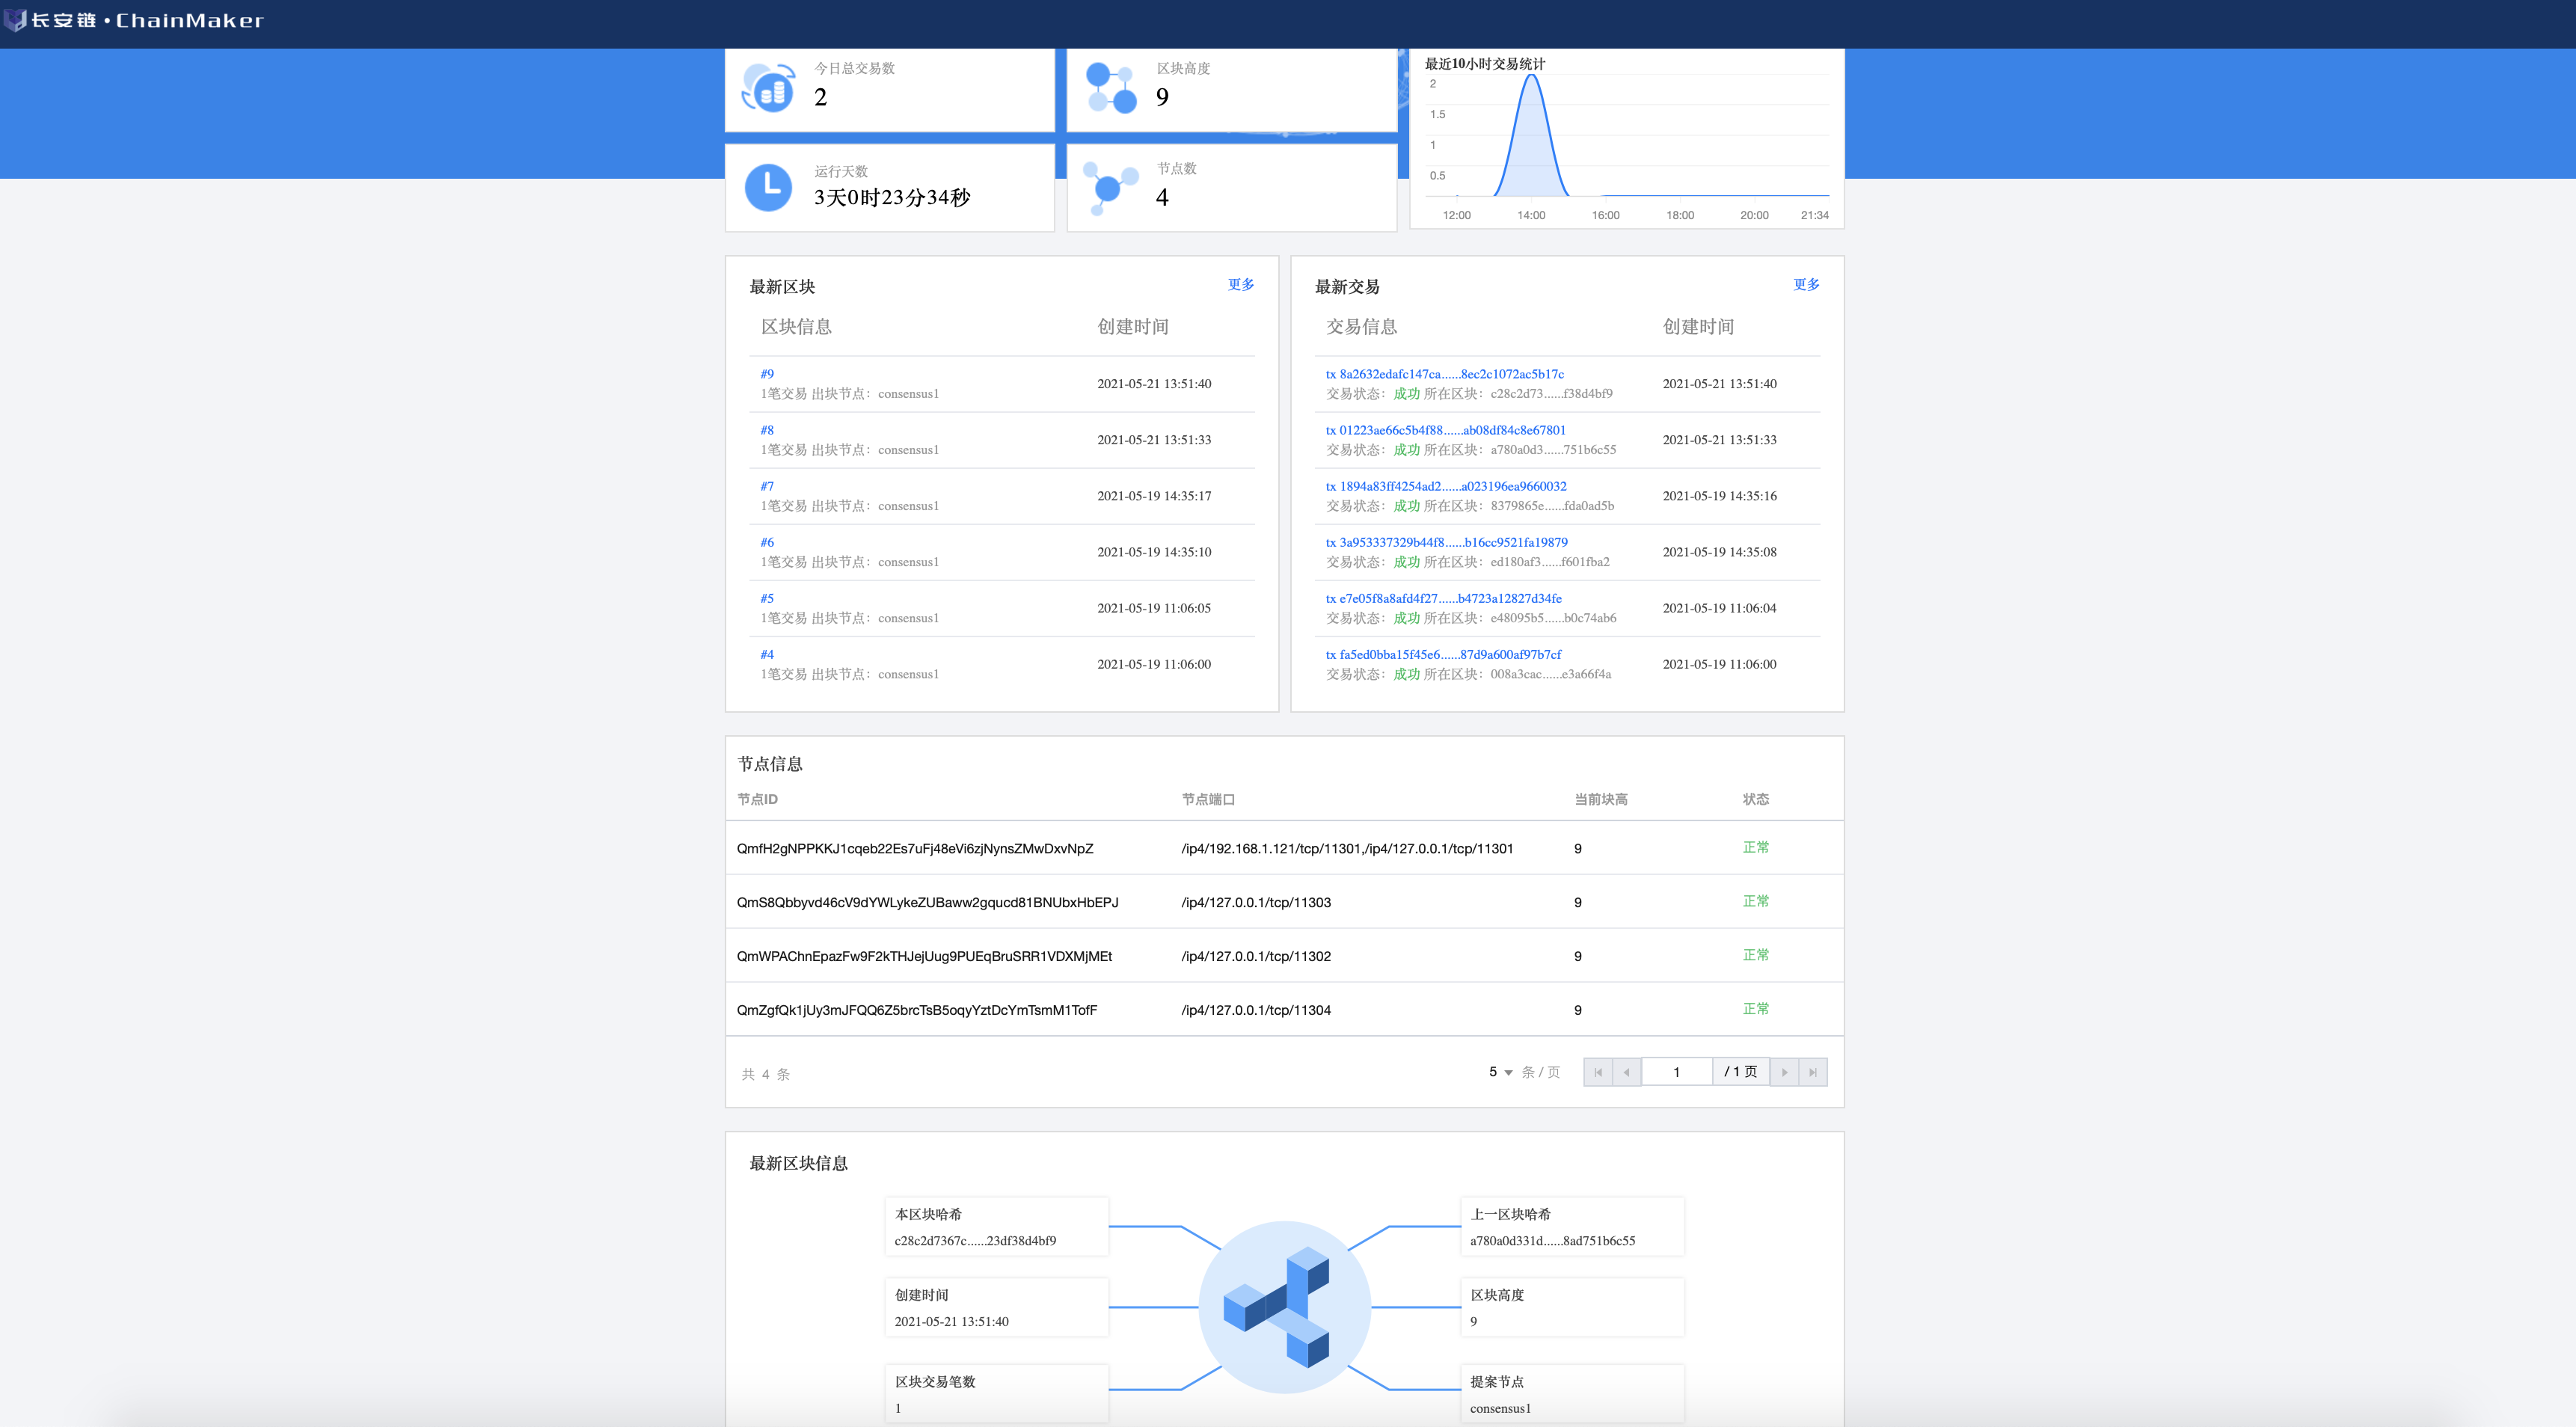 长安链·ChainMaker
今日总交易数
2
区块高度
9
运行天数
3天0时23分34秒
节点数
4
最近10小时交易统计
2
1.5
1
0.5
12:00 14:00 16:00 18:00 20:00 21:34
最新区块 更多
区块信息 创建时间
#9
1笔交易 出块节点：consensus1
2021-05-21 13:51:40
#8
1笔交易 出块节点：consensus1
2021-05-21 13:51:33
#7
1笔交易 出块节点：consensus1
2021-05-19 14:35:17
#6
1笔交易 出块节点：consensus1
2021-05-19 14:35:10
#5
1笔交易 出块节点：consensus1
2021-05-19 11:06:05
#4
1笔交易 出块节点：consensus1
2021-05-19 11:06:00
最新交易 更多
交易信息 创建时间
tx 8a2632edafc147ca......8ec2c1072ac5b17c
交易状态：成功 所在区块：c28c2d73......f38d4bf9
2021-05-21 13:51:40
tx 01223ae66c5b4f88......ab08df84c8e67801
交易状态：成功 所在区块：a780a0d3......751b6c55
2021-05-21 13:51:33
tx 1894a83ff4254ad2......a023196ea9660032
交易状态：成功 所在区块：8379865e......fda0ad5b
2021-05-19 14:35:16
tx 3a953337329b44f8......b16cc9521fa19879
交易状态：成功 所在区块：ed180af3......f601fba2
2021-05-19 14:35:08
tx e7e05f8a8afd4f27......b4723a12827d34fe
交易状态：成功 所在区块：e48095b5......b0c74ab6
2021-05-19 11:06:04
tx fa5ed0bba15f45e6......87d9a600af97b7cf
交易状态：成功 所在区块：008a3cac......e3a66f4a
2021-05-19 11:06:00
节点信息
节点ID 节点端口 当前块高 状态
QmfH2gNPPKKJ1cqeb22Es7uFj48eVi6zjNynsZMwDxvNpZ /ip4/192.168.1.121/tcp/11301,/ip4/127.0.0.1/tcp/11301 9 正常
QmS8Qbbyvd46cV9dYWLykeZUBaww2gqucd81BNUbxHbEPJ /ip4/127.0.0.1/tcp/11303 9 正常
QmWPAChnEpazFw9F2kTHJejUug9PUEqBruSRR1VDXMjMEt /ip4/127.0.0.1/tcp/11302 9 正常
QmZgfQk1jUy3mJFQQ6Z5brcTsB5oqyYztDcYmTsmM1TofF /ip4/127.0.0.1/tcp/11304 9 正常
共 4 条 5 条 / 页 1 / 1 页
最新区块信息
本区块哈希
c28c2d7367c......23df38d4bf9
上一区块哈希
a780a0d331d......8ad751b6c55
创建时间
2021-05-21 13:51:40
区块高度
9
区块交易笔数
1
提案节点
consensus1